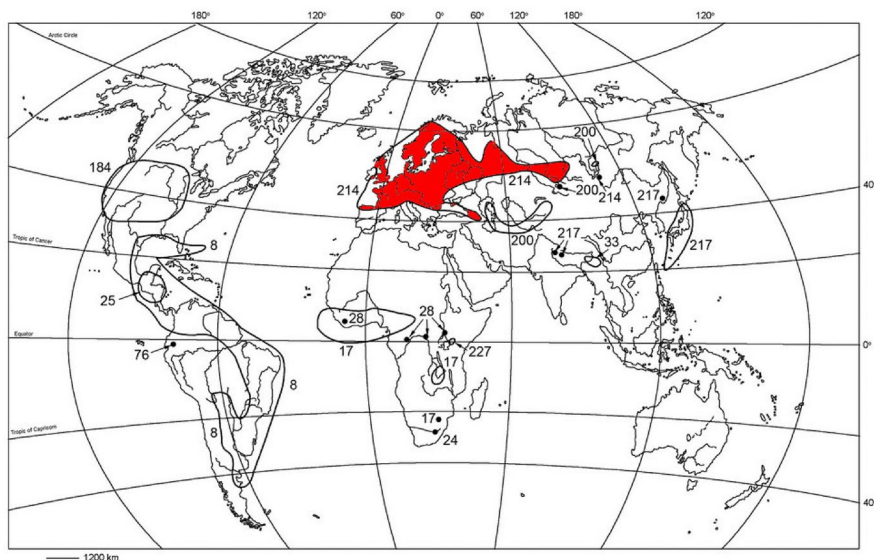 180° 120° 60° 0° 60° 120° 180° 120°
Arctic Circle
200
184
40
214 214 200 214 217
Tropic of Cancer
8 200 217 33 217
25
28 28
Equator
17 17 227 0°
76
8
17
Tropic of Capricorn
8 24
40
1200 km